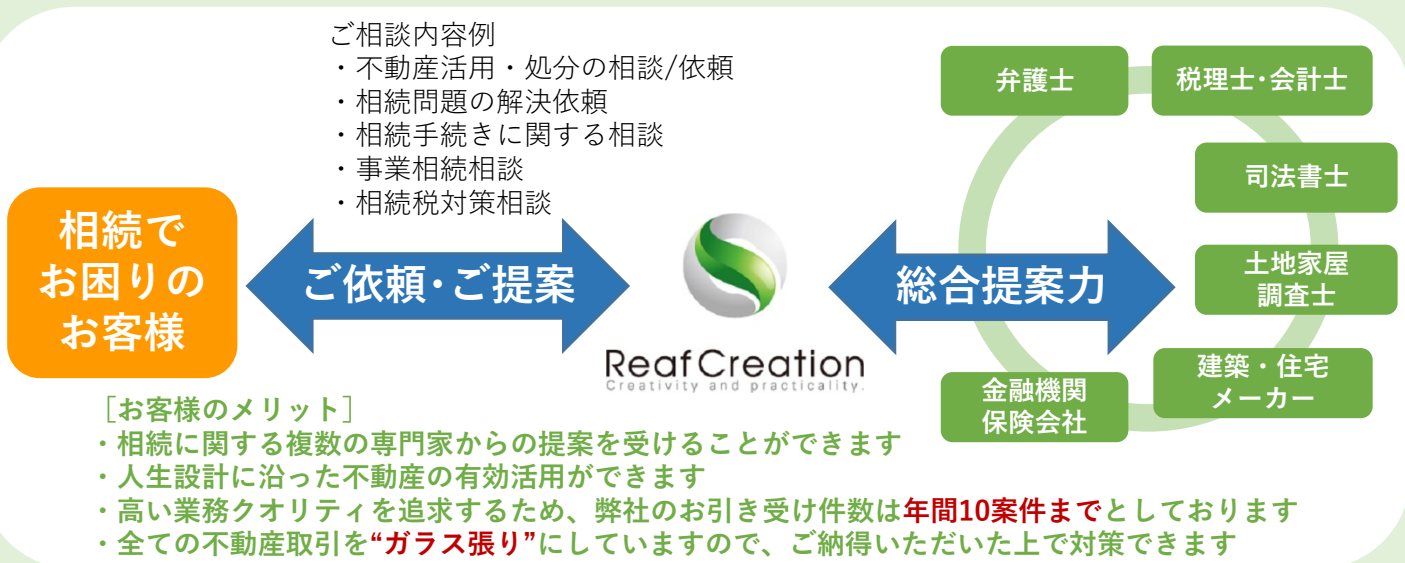 ご相談内容例
・不動産活用・処分の相談/依頼
・相続問題の解決依頼
・相続手続きに関する相談
・事業相続相談
・相続税対策相談
相続で
お困りの
お客様
ご依頼･ご提案
ReafCreation
Creativity and practicality.
総合提案力
弁護士
税理士･会計士
司法書士
土地家屋
調査士
建築・住宅
メーカー
金融機関
保険会社
［お客様のメリット］
・相続に関する複数の専門家からの提案を受けることができます
・人生設計に沿った不動産の有効活用ができます
・高い業務クオリティを追求するため、弊社のお引き受け件数は年間10案件までとしております
・全ての不動産取引を“ガラス張り”にしていますので、ご納得いただいた上で対策できます